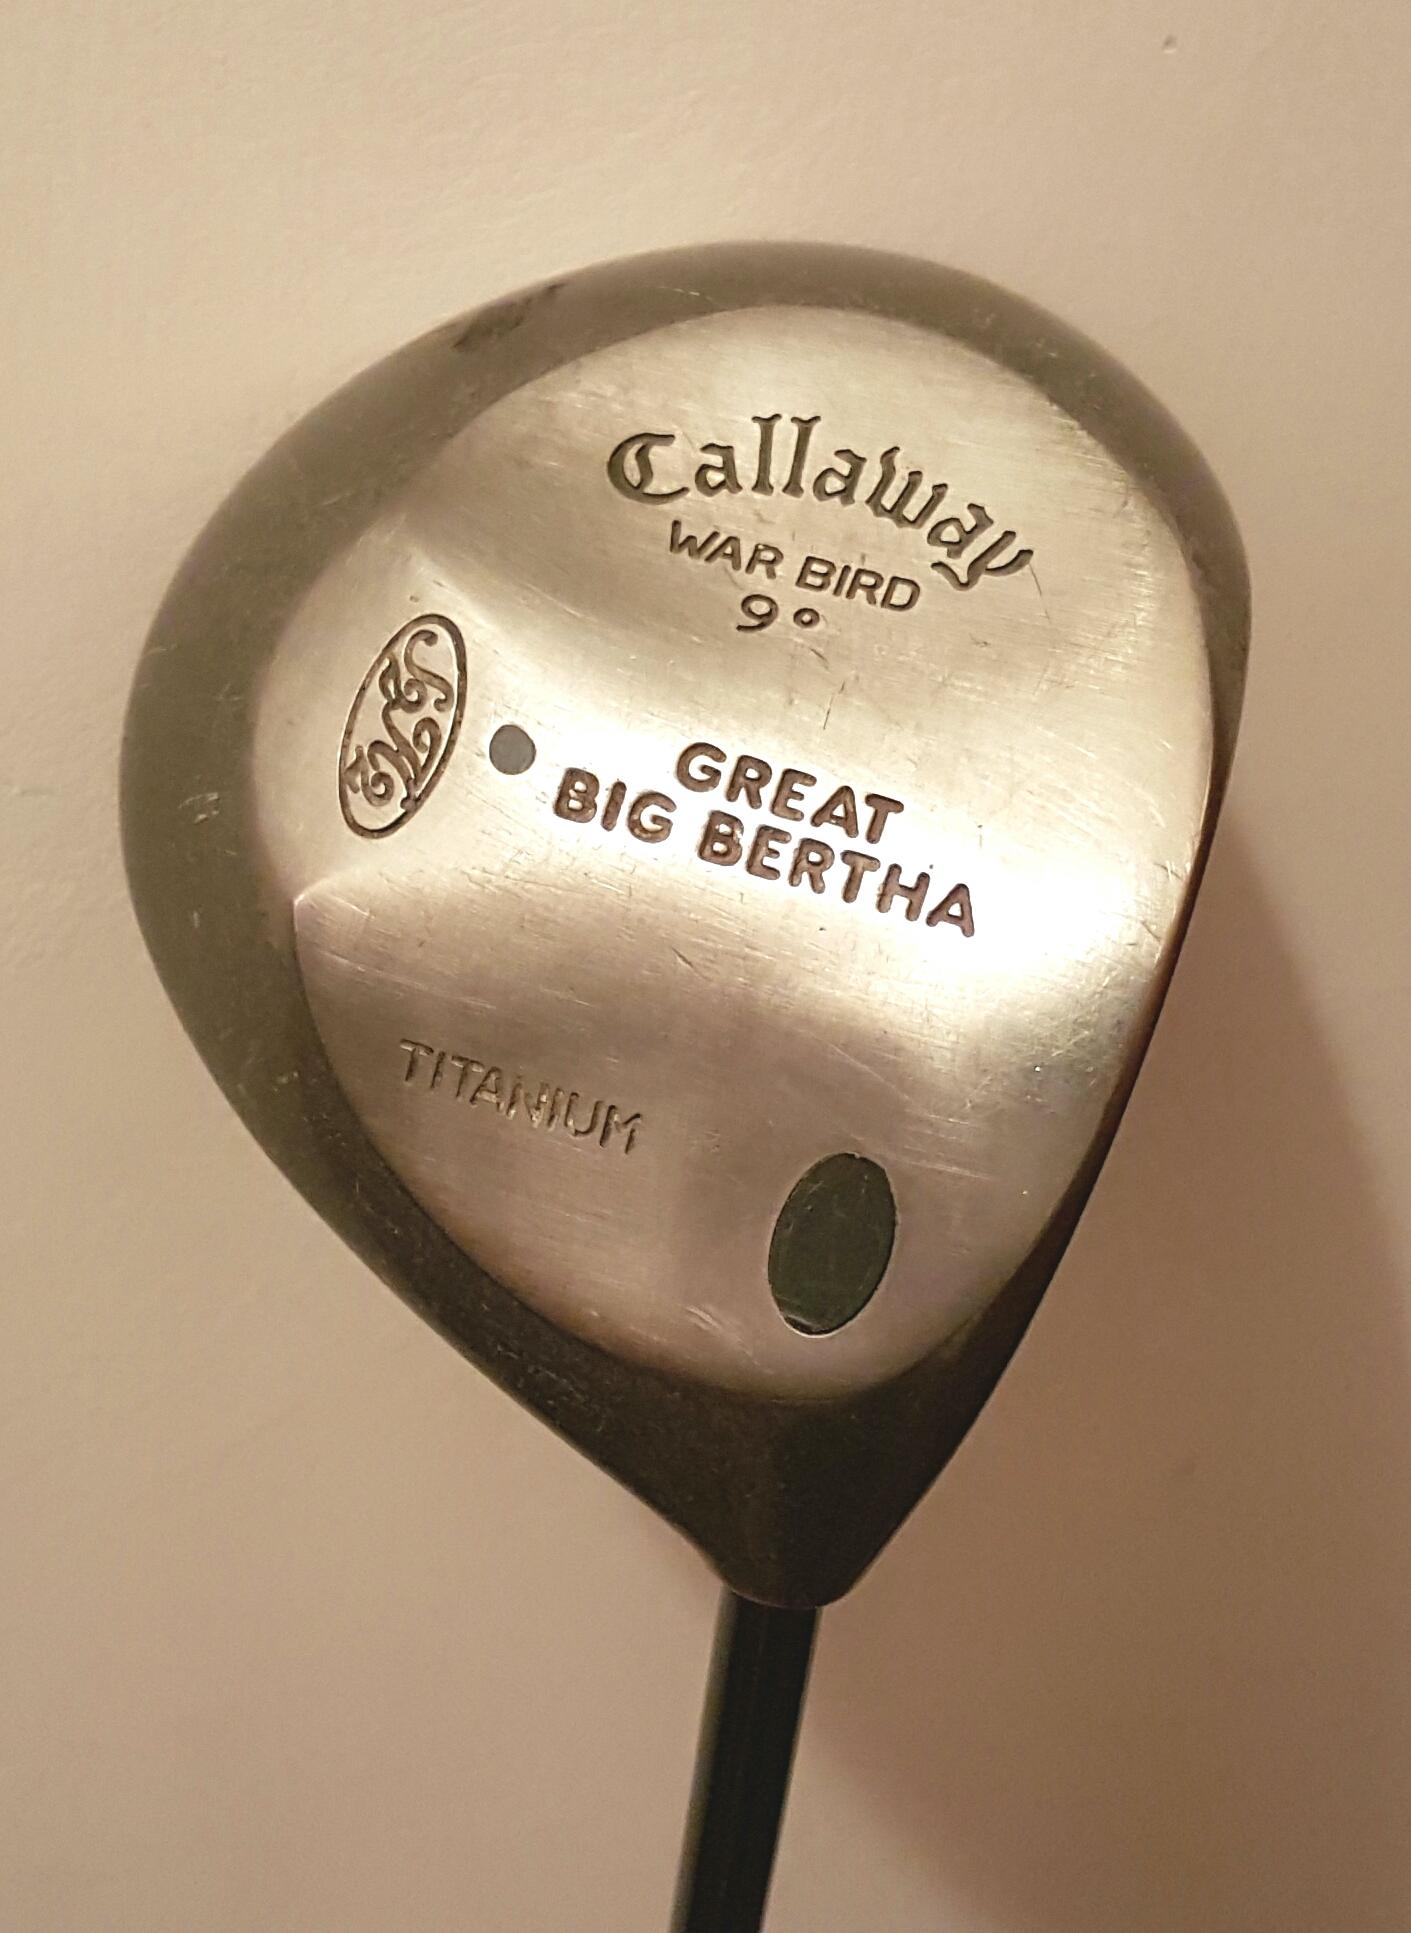 Callaway
WAR BIRD
9°
GREAT
BIG BERTHA
TITANIUM